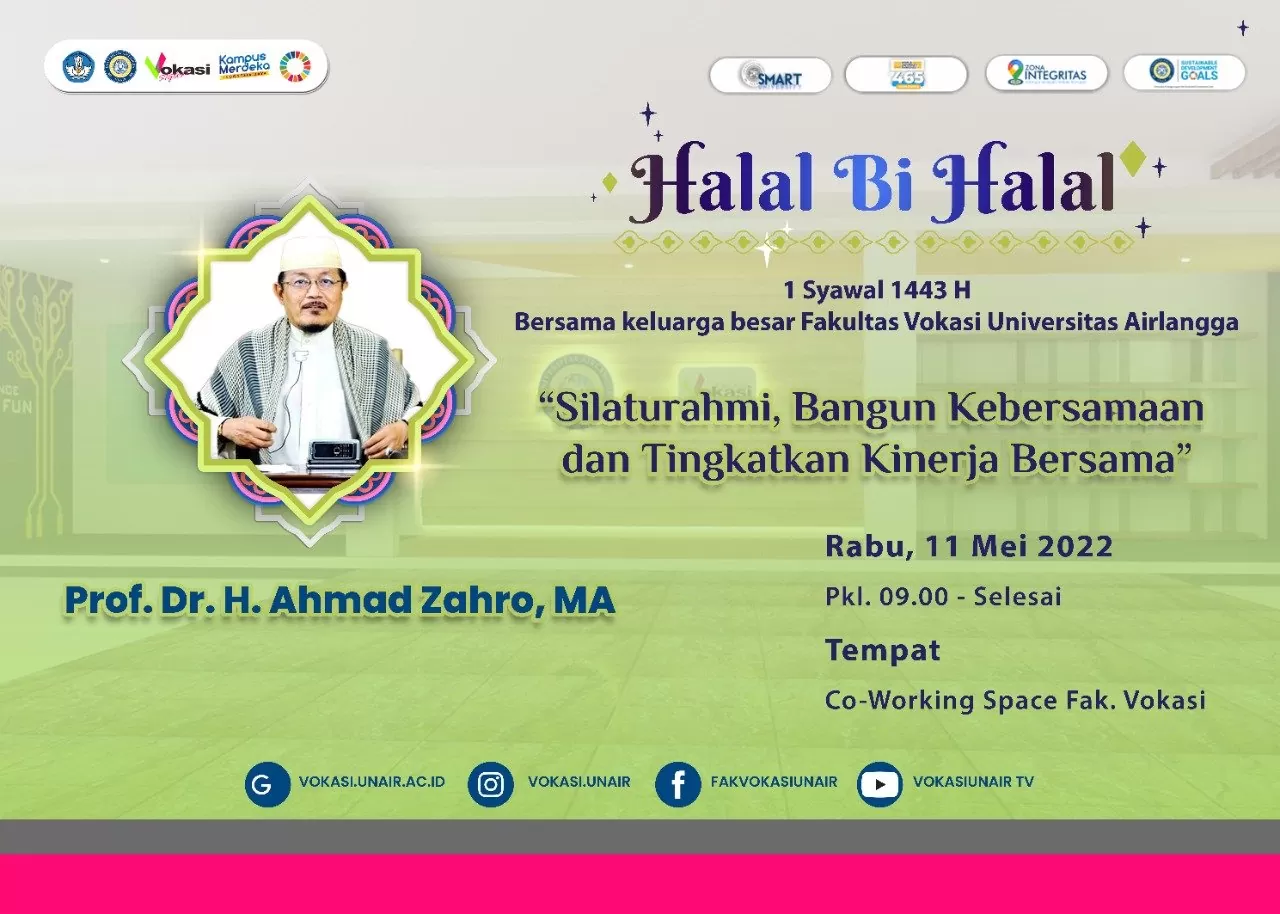 Vokasi
Kampus
Merdeka
SMART
UNIVERSITY
465
ZONA
INTEGRITAS
SUSTAINABLE
DEVELOPMENT
GOALS
Halal Bi Halal
1 Syawal 1443 H
Bersama keluarga besar Fakultas Vokasi Universitas Airlangga
“Silaturahmi, Bangun Kebersamaan
dan Tingkatkan Kinerja Bersama”
FUN
Prof. Dr. H. Ahmad Zahro, MA
Rabu, 11 Mei 2022
Pkl. 09.00 - Selesai
Tempat
Co-Working Space Fak. Vokasi
VOKASI.UNAIR.AC.ID
VOKASI.UNAIR
FAKVOKASIUNAIR
VOKASIUNAIR TV